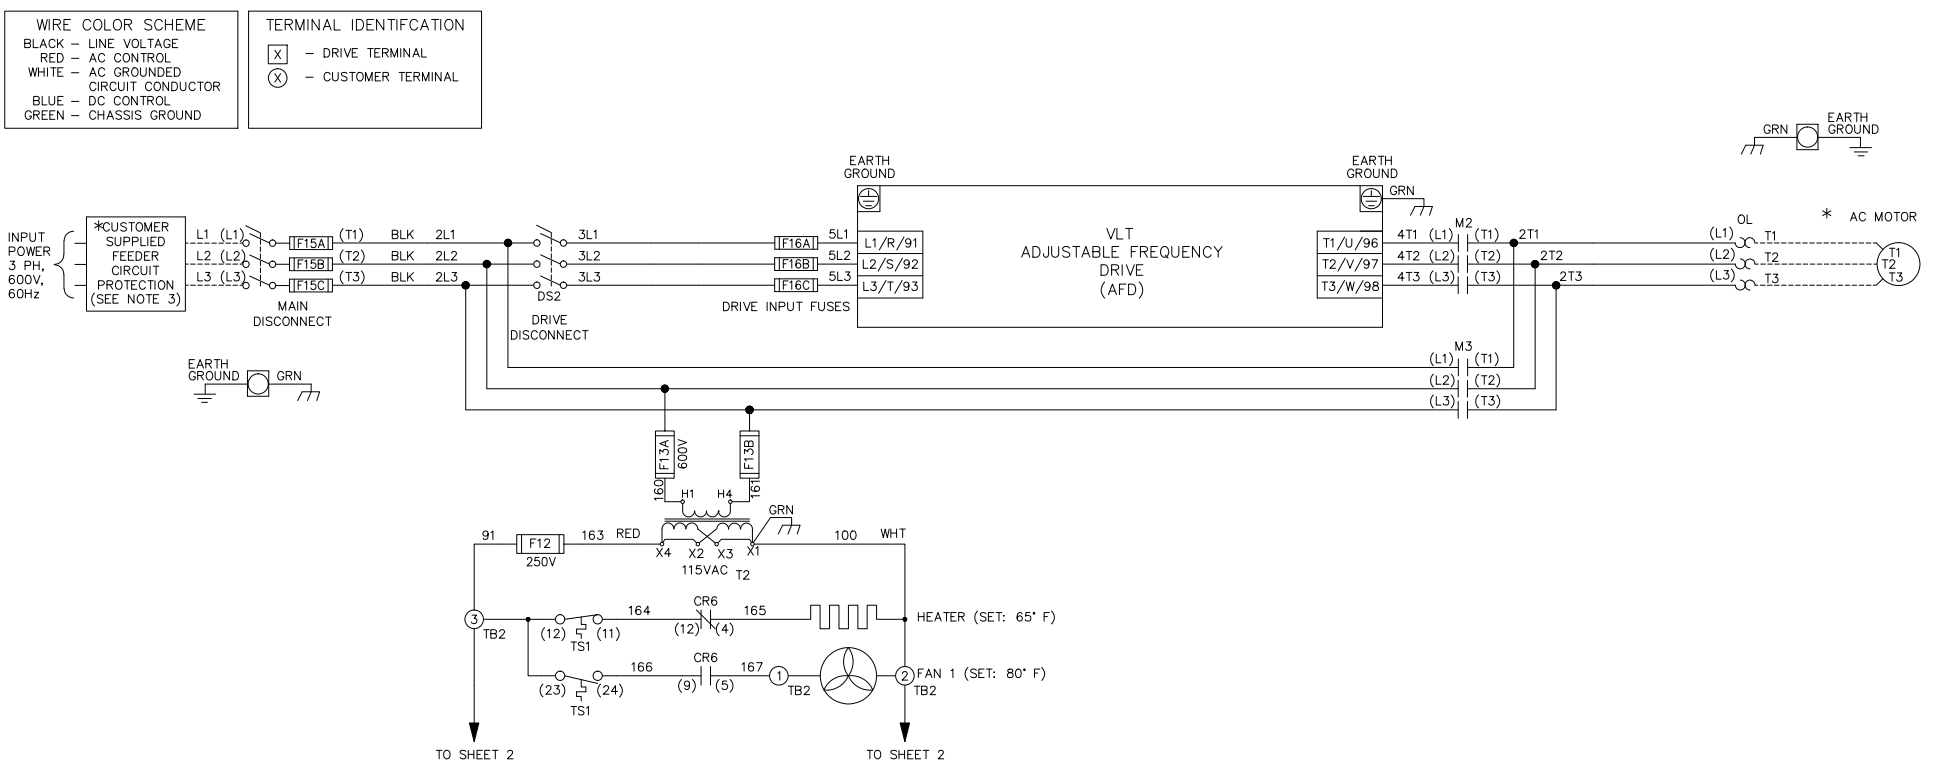 WIRE COLOR SCHEME
BLACK – LINE VOLTAGE
RED – AC CONTROL
WHITE – AC GROUNDED
CIRCUIT CONDUCTOR
BLUE – DC CONTROL
GREEN – CHASSIS GROUND
TERMINAL IDENTIFCATION
X – DRIVE TERMINAL
X – CUSTOMER TERMINAL
GRN
EARTH
GROUND
INPUT
POWER
3 PH,
600V,
60Hz
*CUSTOMER
SUPPLIED
FEEDER
CIRCUIT
PROTECTION
(SEE NOTE 3)
L1 (L1) F15A (T1) BLK 2L1
L2 (L2) F15B (T2) BLK 2L2
L3 (L3) F15C (T3) BLK 2L3
MAIN
DISCONNECT
3L1
3L2
3L3
DS2
DRIVE
DISCONNECT
F16A 5L1
F16B 5L2
F16C 5L3
DRIVE INPUT FUSES
EARTH
GROUND
L1/R/91
L2/S/92
L3/T/93
VLT
ADJUSTABLE FREQUENCY
DRIVE
(AFD)
EARTH
GROUND
GRN
T1/U/96
T2/V/97
T3/W/98
M2
4T1 (L1) (T1) 2T1
4T2 (L2) (T2) 2T2
4T3 (L3) (T3) 2T3
OL
(L1) T1
(L2) T2
(L3) T3
* AC MOTOR
T1
T2
T3
M3
(L1) (T1)
(L2) (T2)
(L3) (T3)
EARTH
GROUND
GRN
F13A
600V
F13B
160
161
H1 H4
GRN
91 F12 163 RED
250V
X4 X2 X3 X1
100 WHT
115VAC T2
3
TB2
(12) (11)
TS1
164
CR6
(12) (4)
165
HEATER (SET: 65° F)
(23) (24)
TS1
166
CR6
(9) (5)
167
1
TB2
2
TB2
FAN 1 (SET: 80° F)
TO SHEET 2
TO SHEET 2